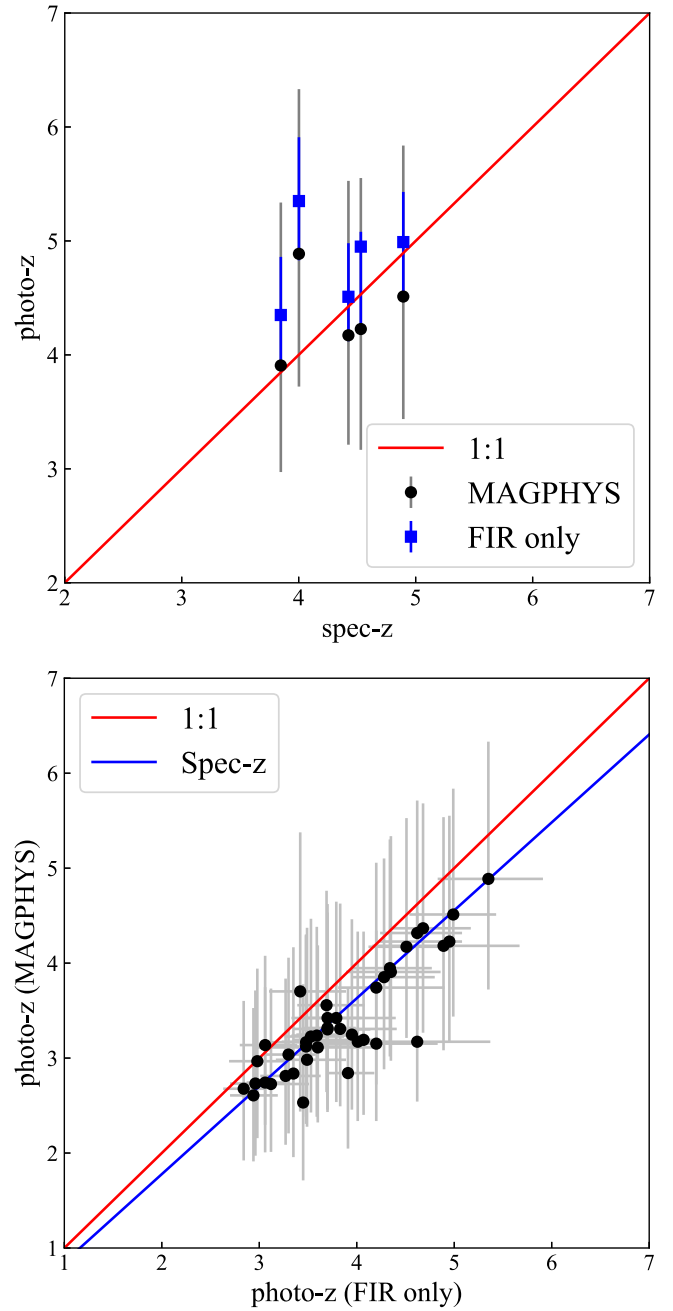 7
6
5
4
3
2
photo-z
1:1
MAGPHYS
FIR only
2 3 4 5 6 7
spec-z
7
6
5
4
3
2
1
photo-z (MAGPHYS)
1:1
Spec-z
1 2 3 4 5 6 7
photo-z (FIR only)